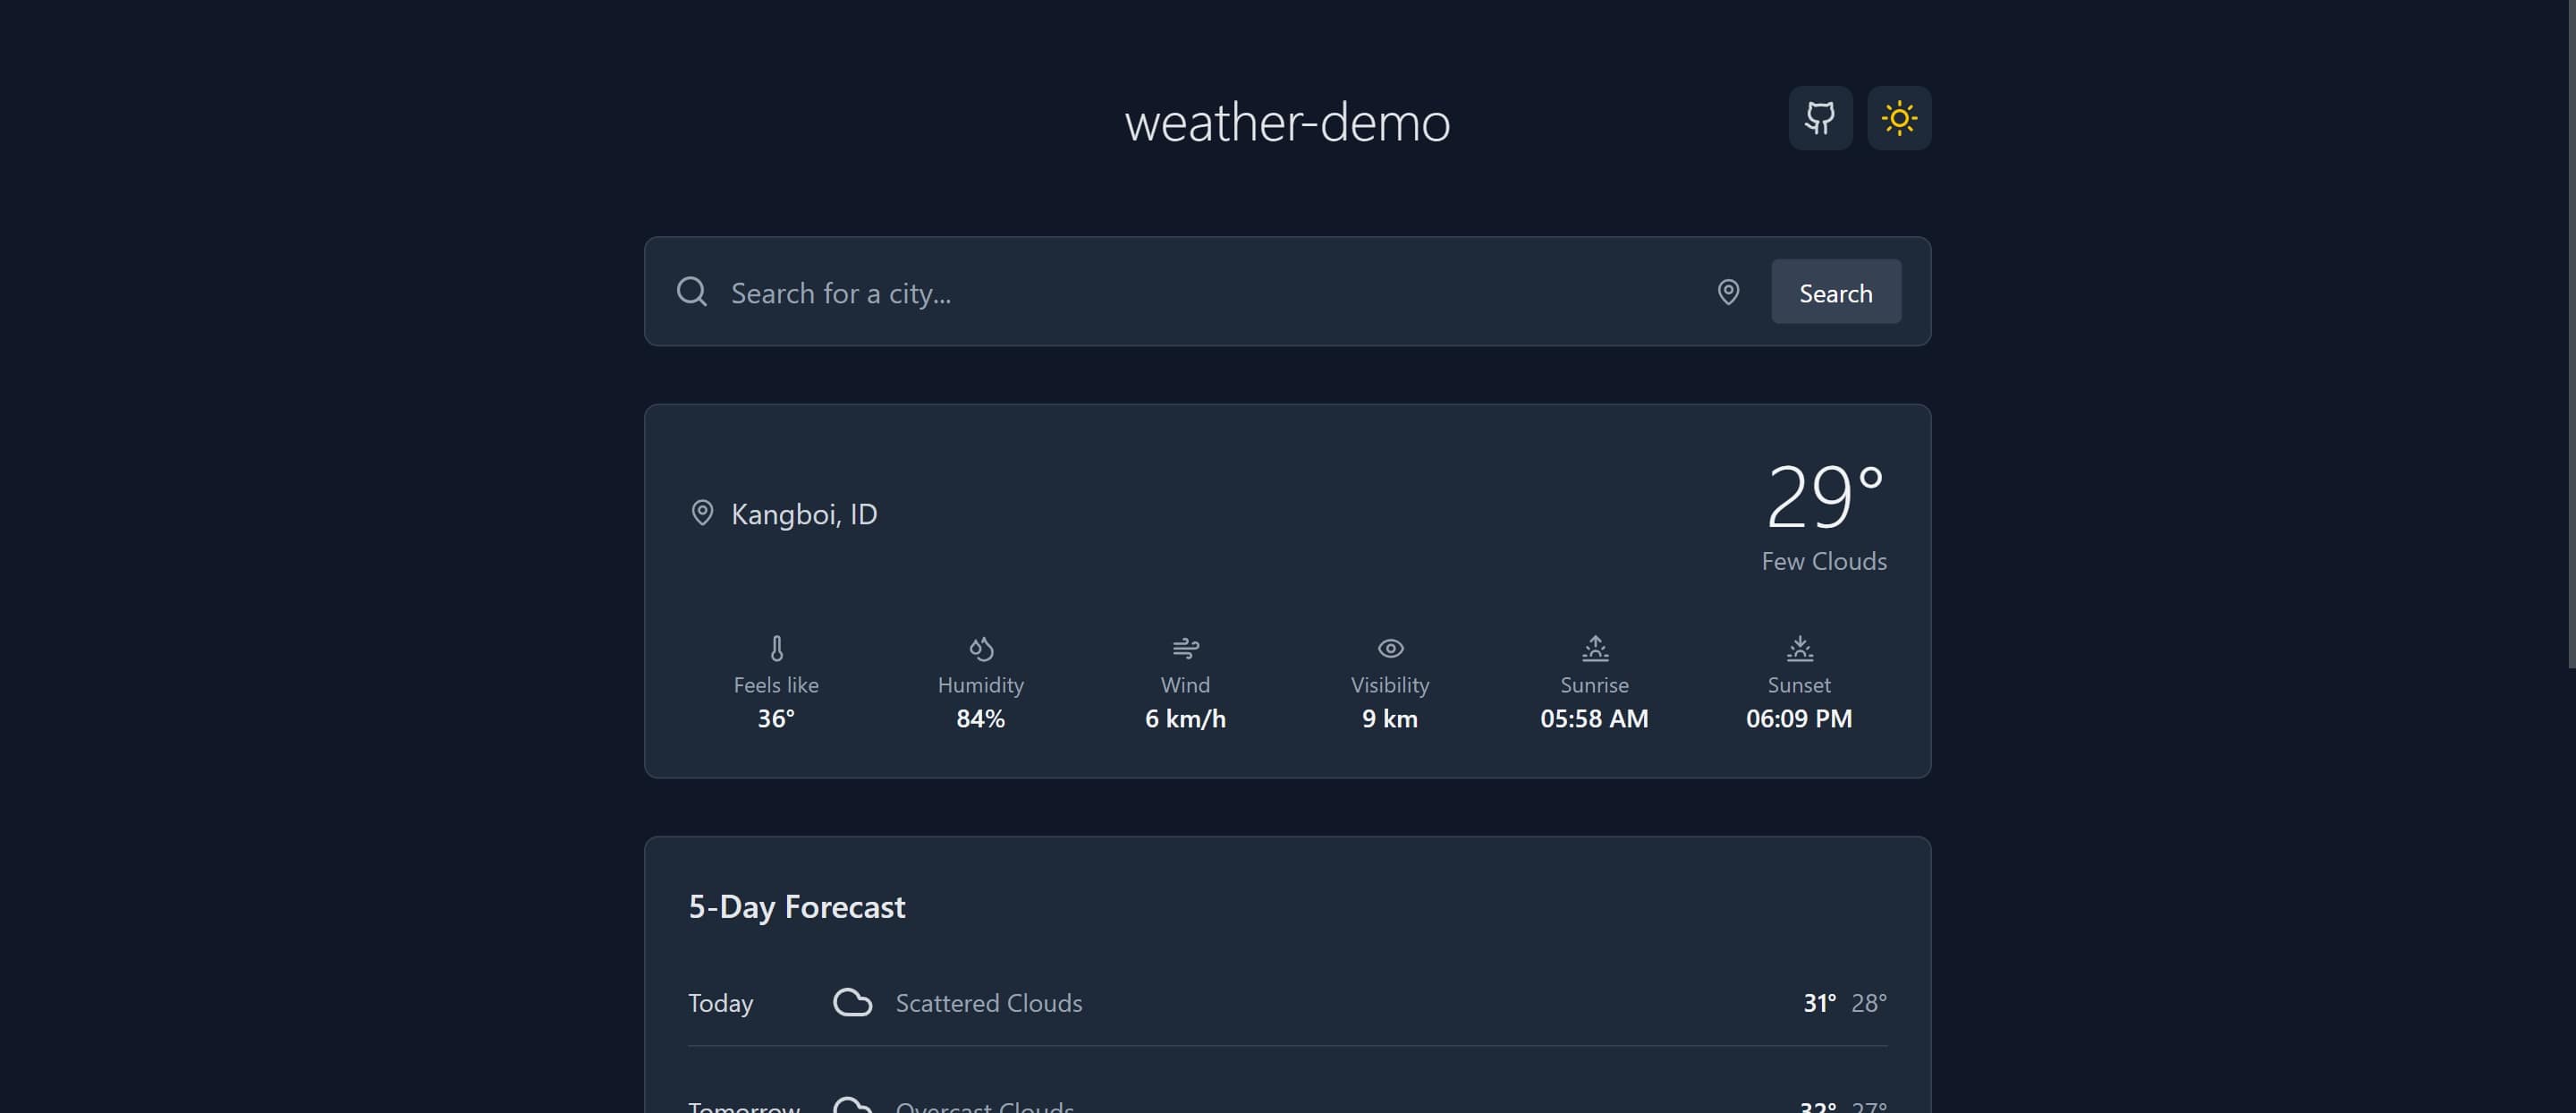 weather-demo
Search for a city...
Search
Kangboi, ID
29°
Few Clouds
Feels like Humidity Wind Visibility Sunrise Sunset
36° 84% 6 km/h 9 km 05:58 AM 06:09 PM
5-Day Forecast
Today Scattered Clouds 31° 28°
Tomorrow Overcast Clouds 32° 27°